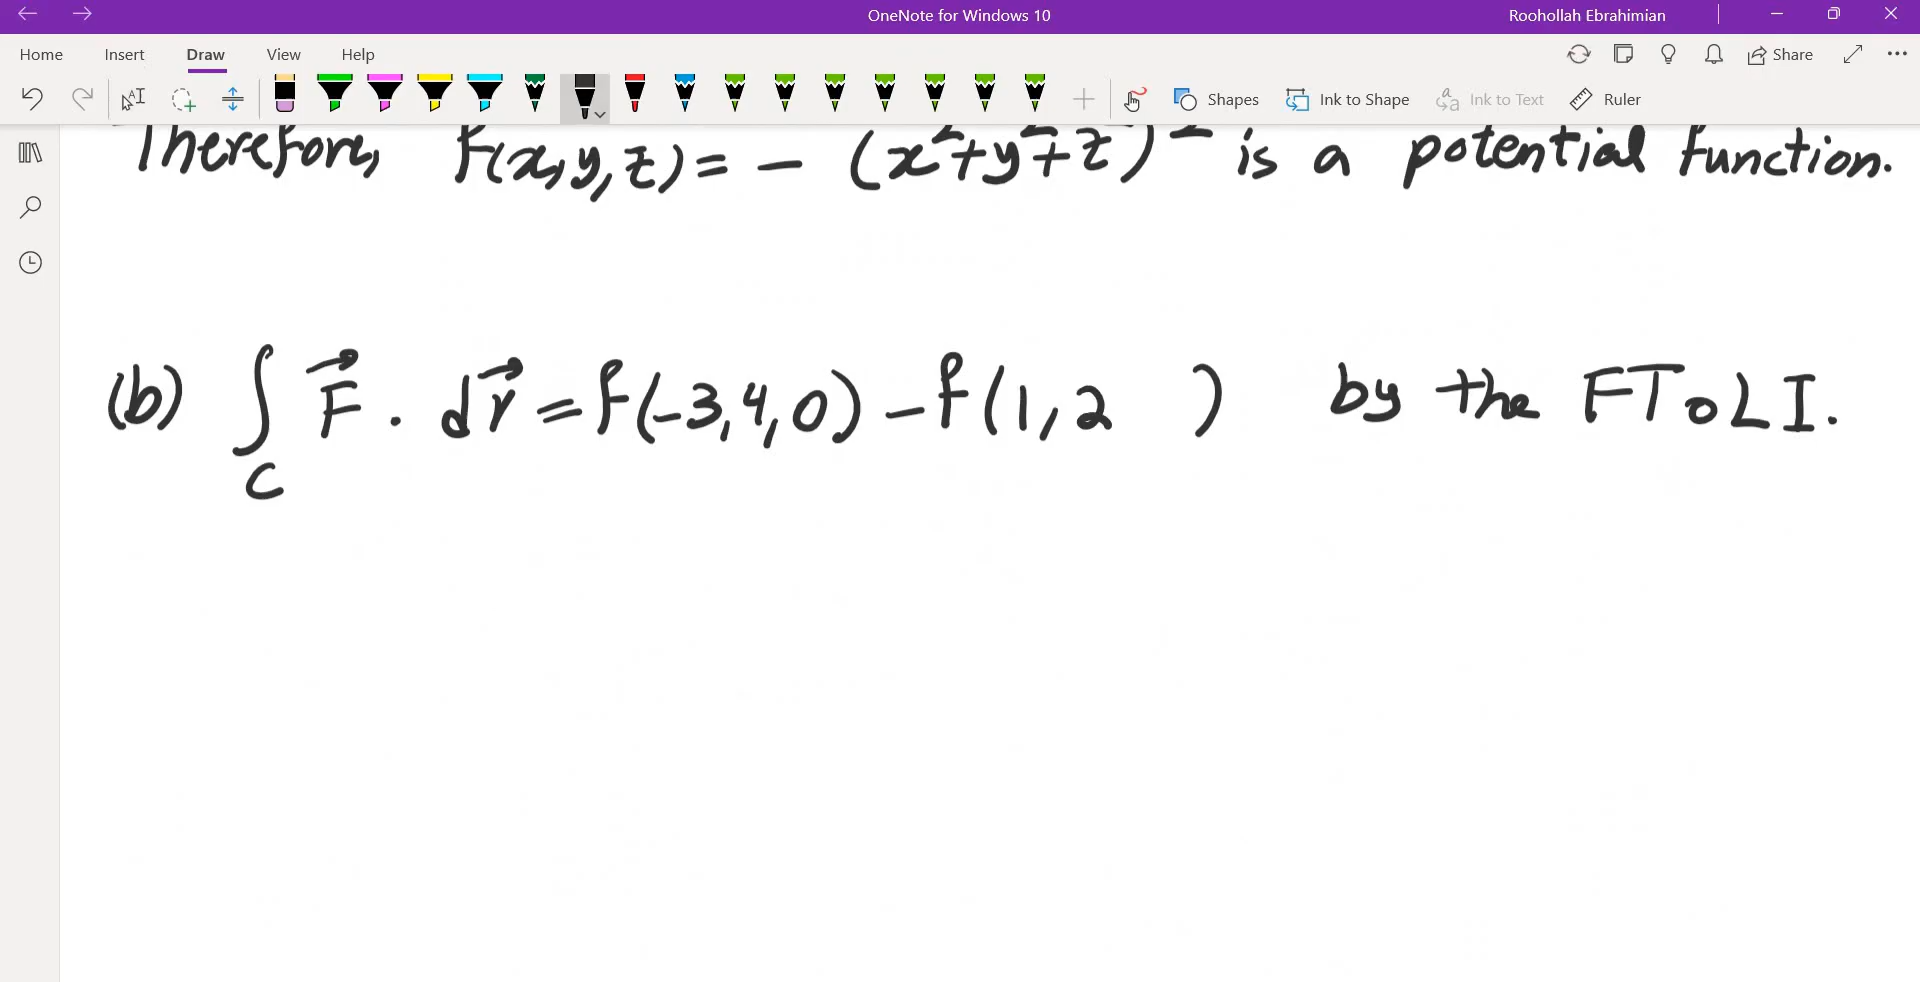 OneNote for Windows 10
Roohollah Ebrahimian
Home Insert Draw View Help
Share
Shapes Ink to Shape Ink to Text Ruler
Therefore, f(x,y,z) = - (x²+y²+z²) is a potential function.
(b) ∫_C F⃗ · dr⃗ = f(-3,4,0) - f(1,2 ) by the FToLI.